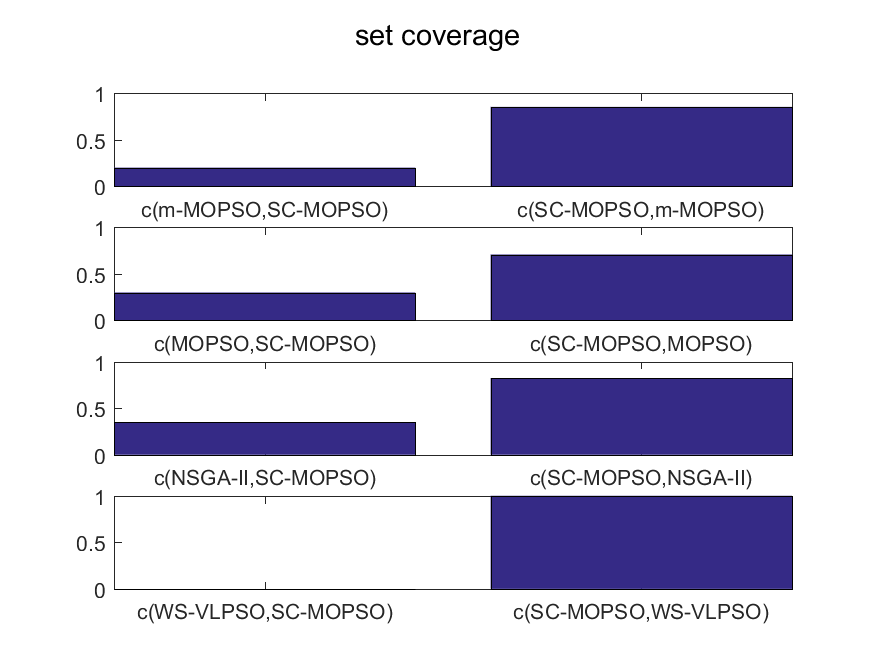 set coverage
1
0.5
0
c(m-MOPSO,SC-MOPSO) c(SC-MOPSO,m-MOPSO)
1
0.5
0
c(MOPSO,SC-MOPSO) c(SC-MOPSO,MOPSO)
1
0.5
0
c(NSGA-II,SC-MOPSO) c(SC-MOPSO,NSGA-II)
1
0.5
0
c(WS-VLPSO,SC-MOPSO) c(SC-MOPSO,WS-VLPSO)